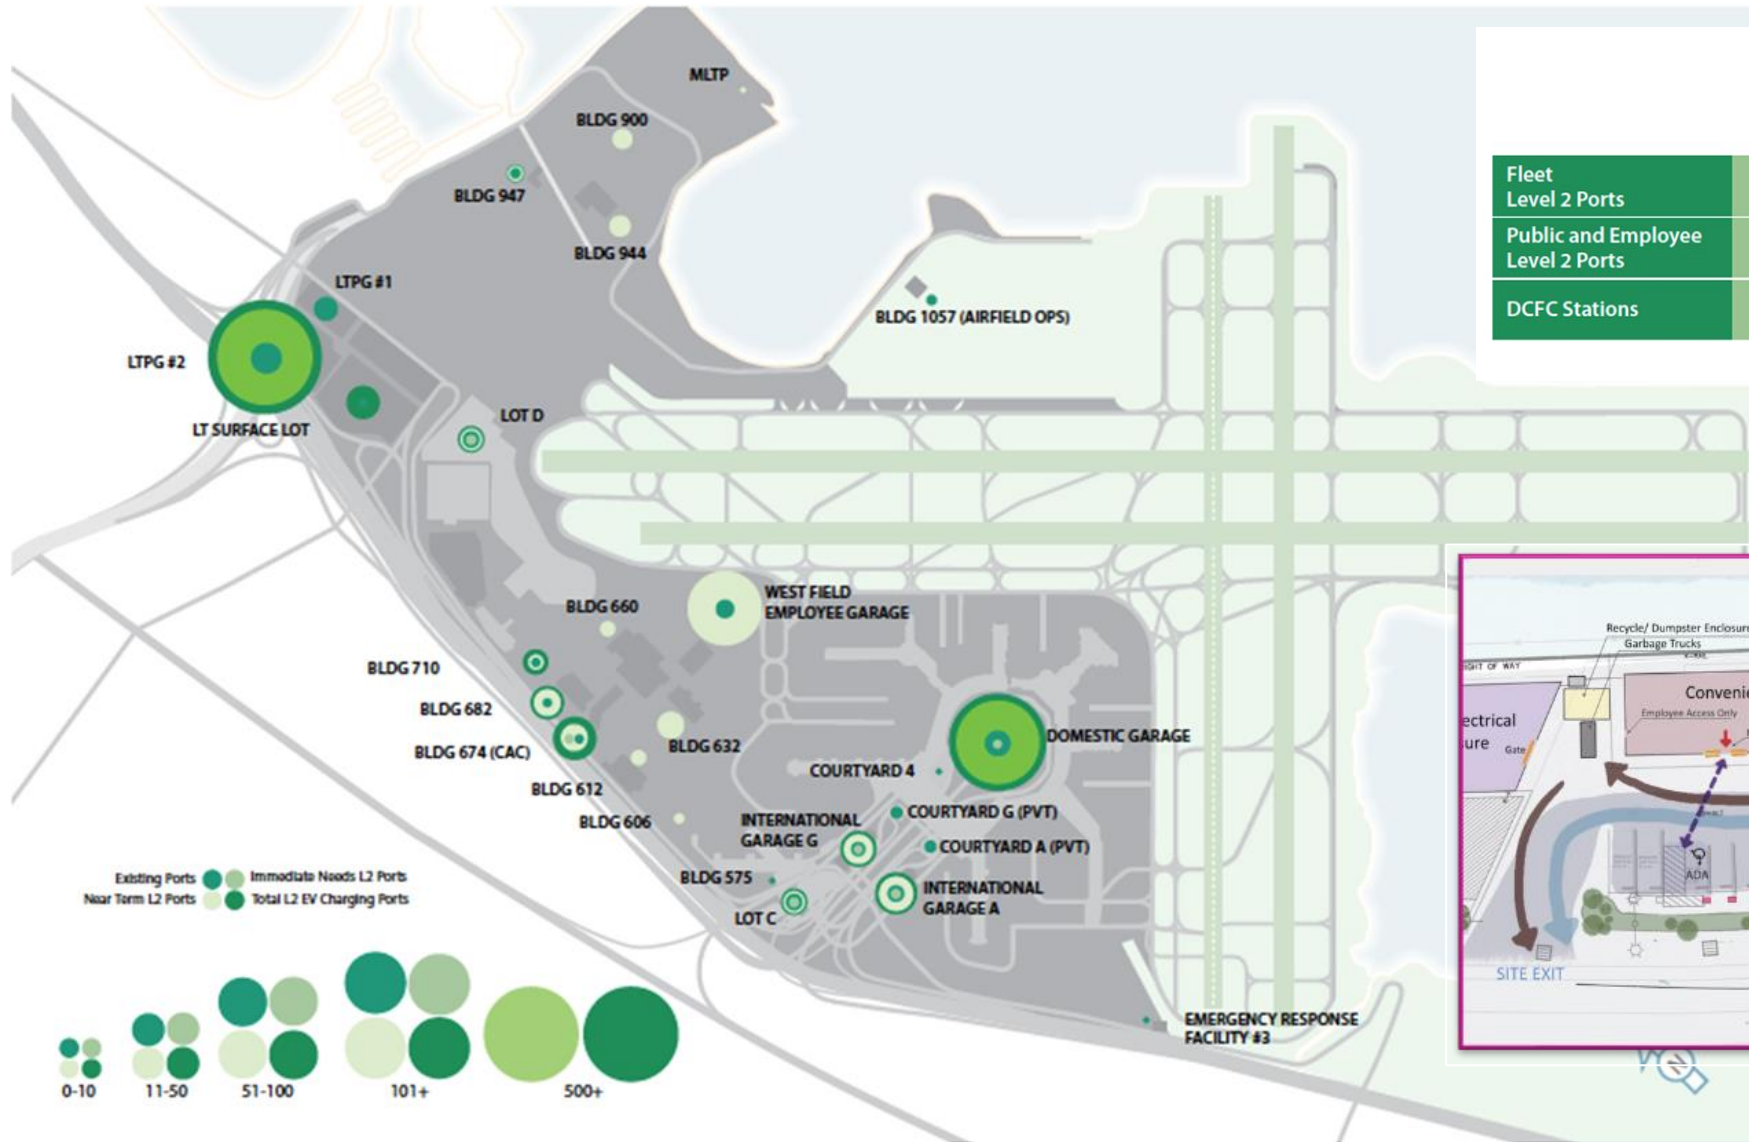 MLTP
BLDG 900
BLDG 947
BLDG 944
LTPG #1
BLDG 1057 (AIRFIELD OPS)
LTPG #2
LOT D
LT SURFACE LOT
Fleet
Level 2 Ports
Public and Employee
Level 2 Ports
DCFC Stations
WEST FIELD
EMPLOYEE GARAGE
BLDG 660
BLDG 710
BLDG 682
BLDG 674 (CAC)
BLDG 632
DOMESTIC GARAGE
COURTYARD 4
BLDG 612
BLDG 606
INTERNATIONAL
GARAGE G
COURTYARD G (PVT)
COURTYARD A (PVT)
BLDG 575
INTERNATIONAL
GARAGE A
LOT C
EMERGENCY RESPONSE
FACILITY #3
Existing Ports
Immediate Needs L2 Ports
Near Term L2 Ports
Total L2 EV Charging Ports
0-10
11-50
51-100
101+
500+
Recycle/ Dumpster Enclosure
Garbage Trucks
IGHT OF WAY
Convenie
Employee Access Only
ectrical
ure
Gate
ADA
SITE EXIT
N